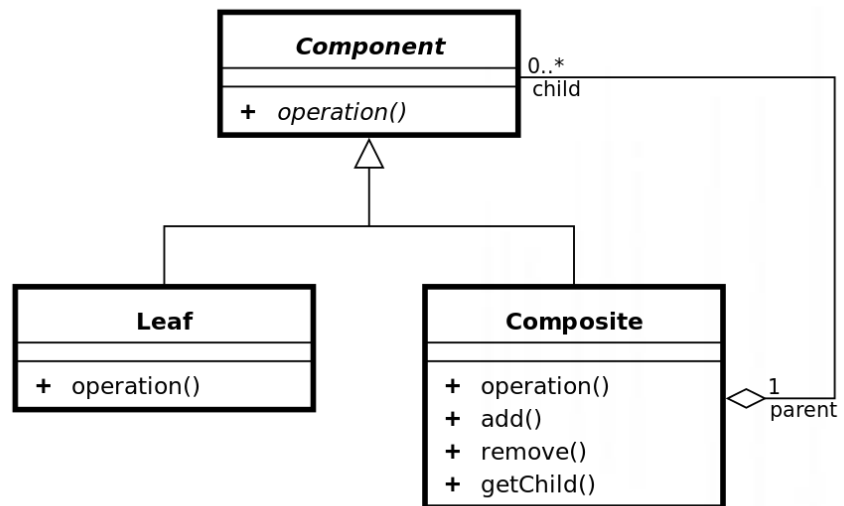 Component
0..*
child
+ operation()
Leaf
+ operation()
Composite
+ operation()
+ add()
+ remove()
+ getChild()
1
parent